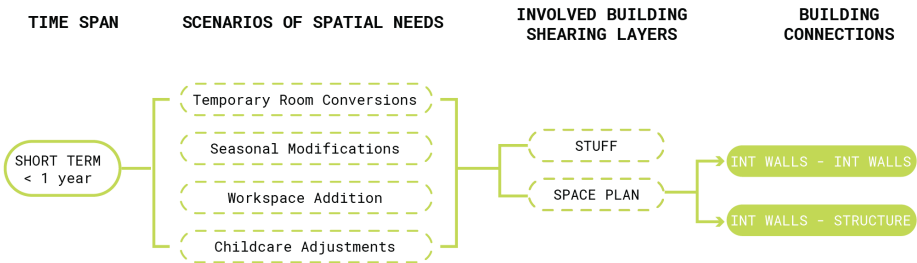 TIME SPAN
SCENARIOS OF SPATIAL NEEDS
INVOLVED BUILDING
SHEARING LAYERS
BUILDING
CONNECTIONS
SHORT TERM
< 1 year
Temporary Room Conversions
Seasonal Modifications
Workspace Addition
Childcare Adjustments
STUFF
SPACE PLAN
INT WALLS - INT WALLS
INT WALLS - STRUCTURE